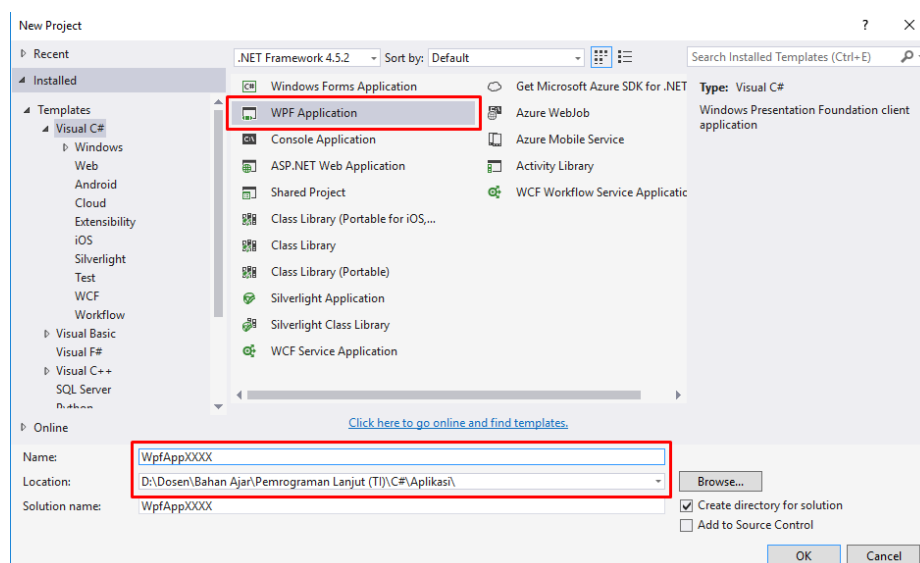 New Project
? ×
Recent
.NET Framework 4.5.2
Sort by: Default
Search Installed Templates (Ctrl+E)
Installed
Templates
Visual C#
Windows
Web
Android
Cloud
Extensibility
iOS
Silverlight
Test
WCF
Workflow
Visual Basic
Visual F#
Visual C++
SQL Server
Python
Online
Windows Forms Application
WPF Application
Console Application
ASP.NET Web Application
Shared Project
Class Library (Portable for iOS,...
Class Library
Class Library (Portable)
Silverlight Application
Silverlight Class Library
WCF Service Application
Get Microsoft Azure SDK for .NET
Azure WebJob
Azure Mobile Service
Activity Library
WCF Workflow Service Applicatic
Type: Visual C#
Windows Presentation Foundation client
application
Click here to go online and find templates.
Name: WpfAppXXXX
Location: D:\Dosen\Bahan Ajar\Pemrograman Lanjut (TI)\C#\Aplikasi\
Browse...
Solution name: WpfAppXXXX
Create directory for solution
Add to Source Control
OK Cancel